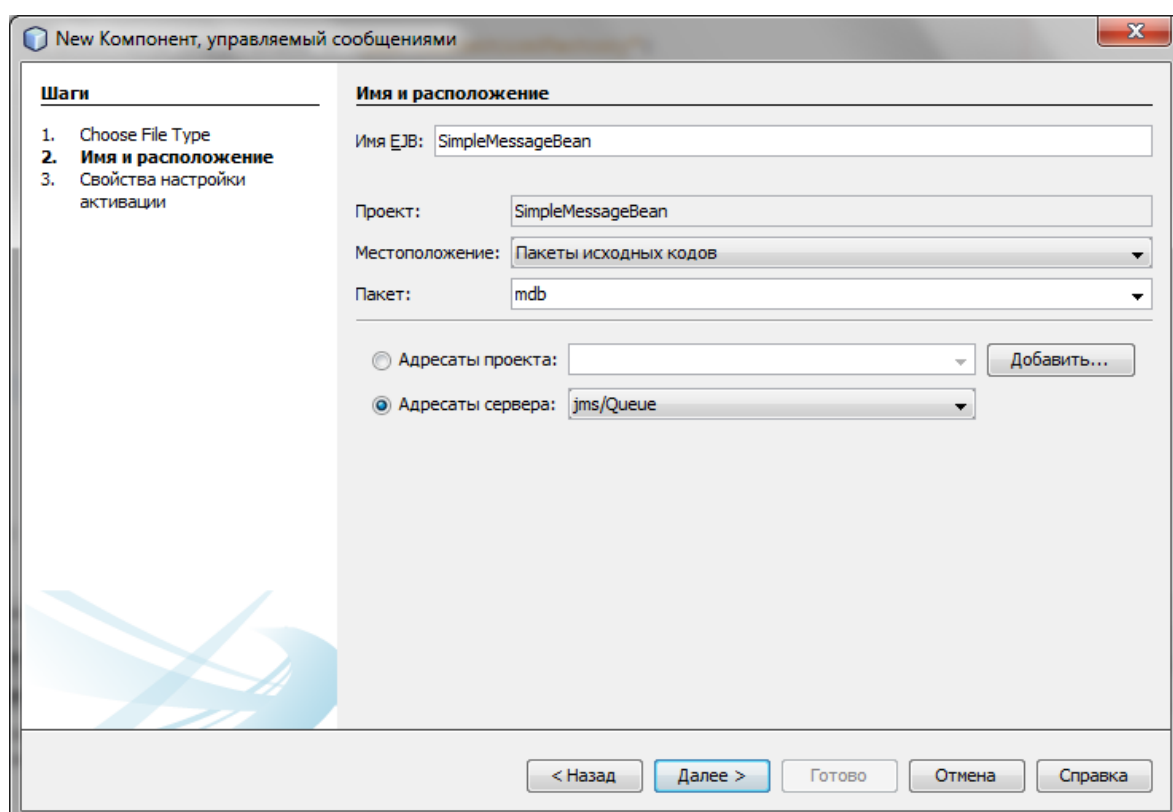 New Компонент, управляемый сообщениями
Шаги
1. Choose File Type
2. Имя и расположение
3. Свойства настройки
активации
Имя и расположение
Имя EJB: SimpleMessageBean
Проект: SimpleMessageBean
Местоположение: Пакеты исходных кодов
Пакет: mdb
Адресаты проекта: Добавить...
Адресаты сервера: jms/Queue
< Назад Далее > Готово Отмена Справка